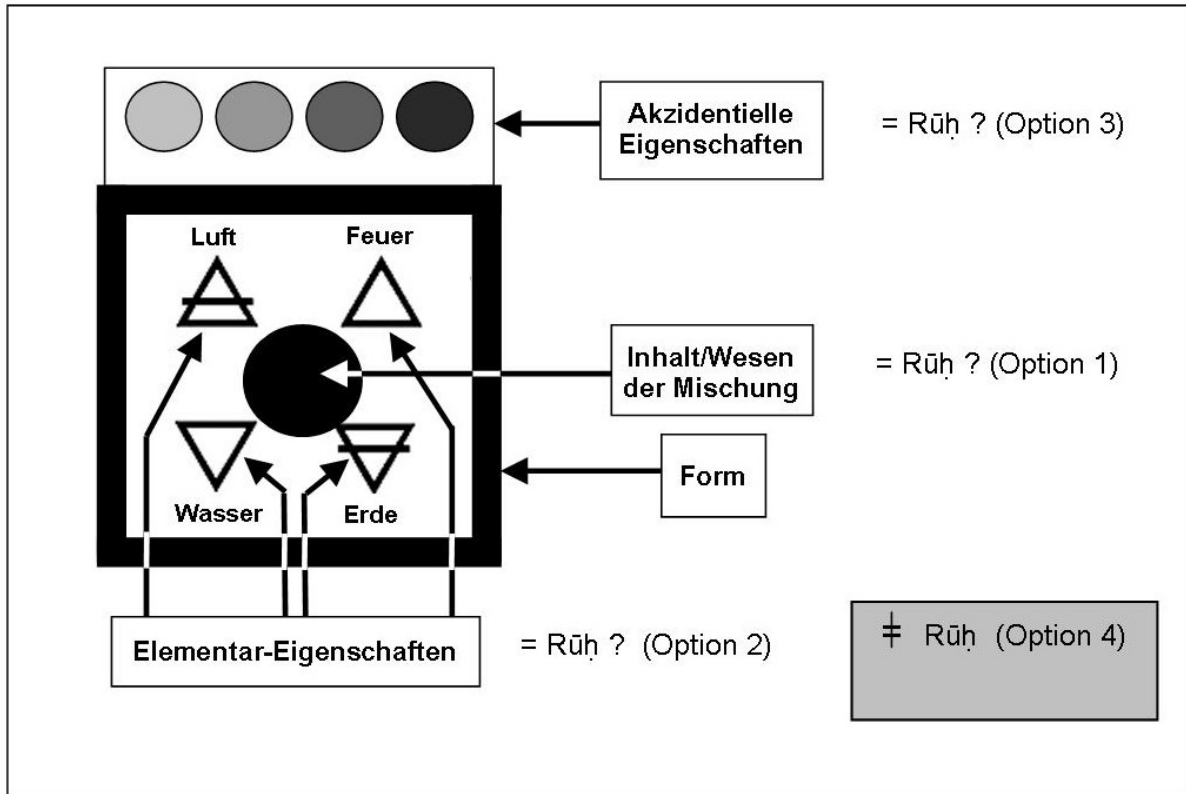 Akzidentielle
Eigenschaften
= Rūḥ ? (Option 3)
Luft
Feuer
Inhalt/Wesen
der Mischung
= Rūḥ ? (Option 1)
Form
Wasser
Erde
Elementar-Eigenschaften
= Rūḥ ? (Option 2)
ǂ Rūḥ (Option 4)